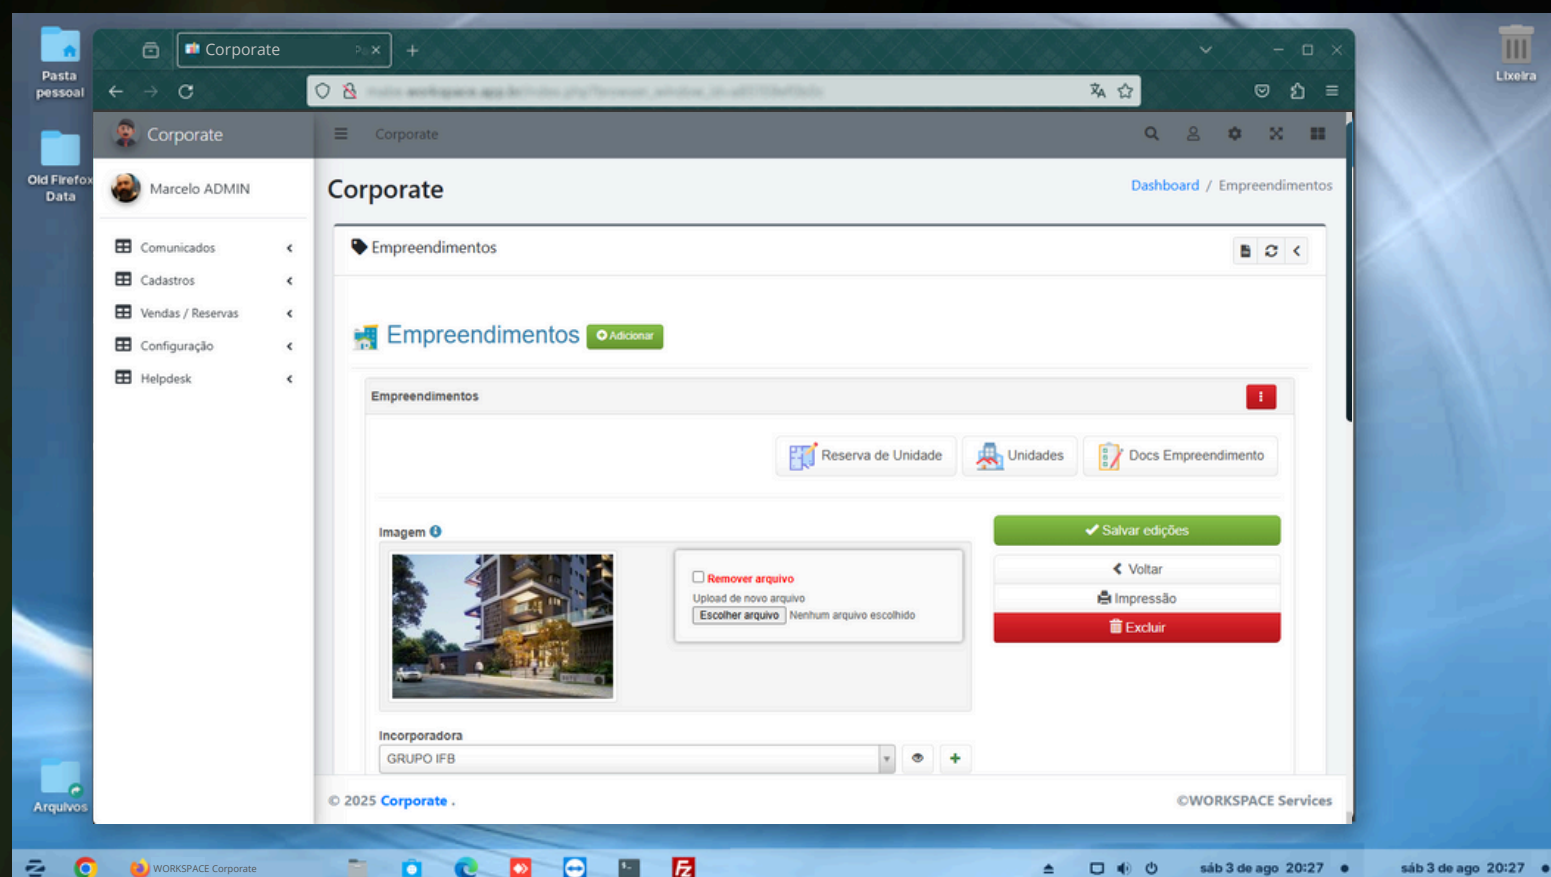 Pasta
pessoal
Old Firefox
Data
Arquivos
Lixeira
Corporate
Corporate
Corporate
Marcelo ADMIN
Comunicados
Cadastros
Vendas / Reservas
Configuração
Helpdesk
Corporate
Dashboard / Empreendimentos
Empreendimentos
Empreendimentos Adicionar
Empreendimentos
Reserva de Unidade Unidades Docs Empreendimento
Imagem
Remover arquivo
Upload de novo arquivo
Escolher arquivo Nenhum arquivo escolhido
Salvar edições
Voltar
Impressão
Excluir
Incorporadora
GRUPO IFB
© 2025 Corporate .
©WORKSPACE Services
WORKSPACE Corporate
sáb 3 de ago 20:27
sáb 3 de ago 20:27